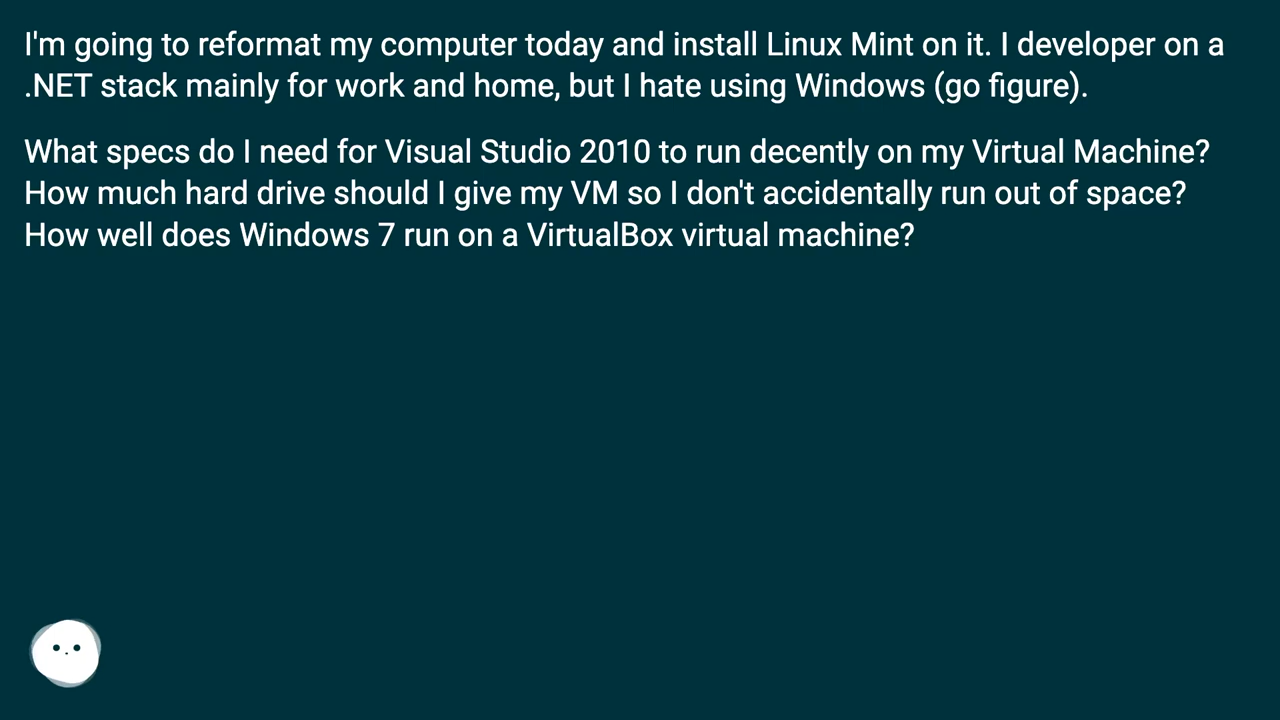 I'm going to reformat my computer today and install Linux Mint on it. I developer on a
.NET stack mainly for work and home, but I hate using Windows (go figure).
What specs do I need for Visual Studio 2010 to run decently on my Virtual Machine?
How much hard drive should I give my VM so I don't accidentally run out of space?
How well does Windows 7 run on a VirtualBox virtual machine?